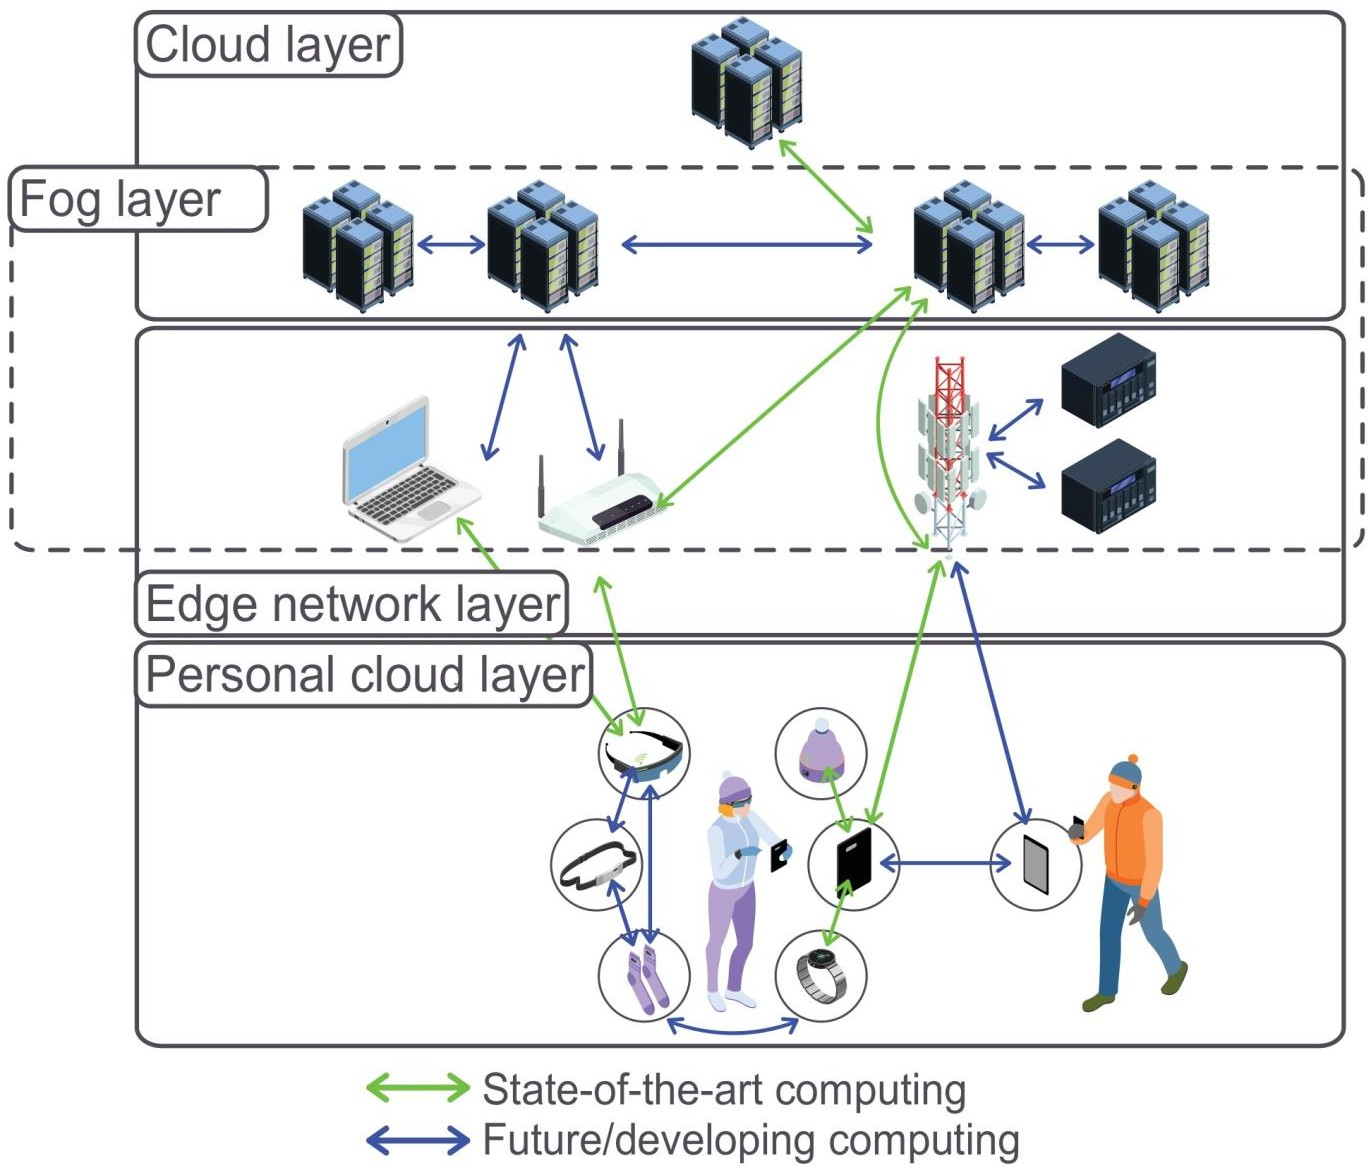 Cloud layer
Fog layer
Edge network layer
Personal cloud layer
State-of-the-art computing
Future/developing computing